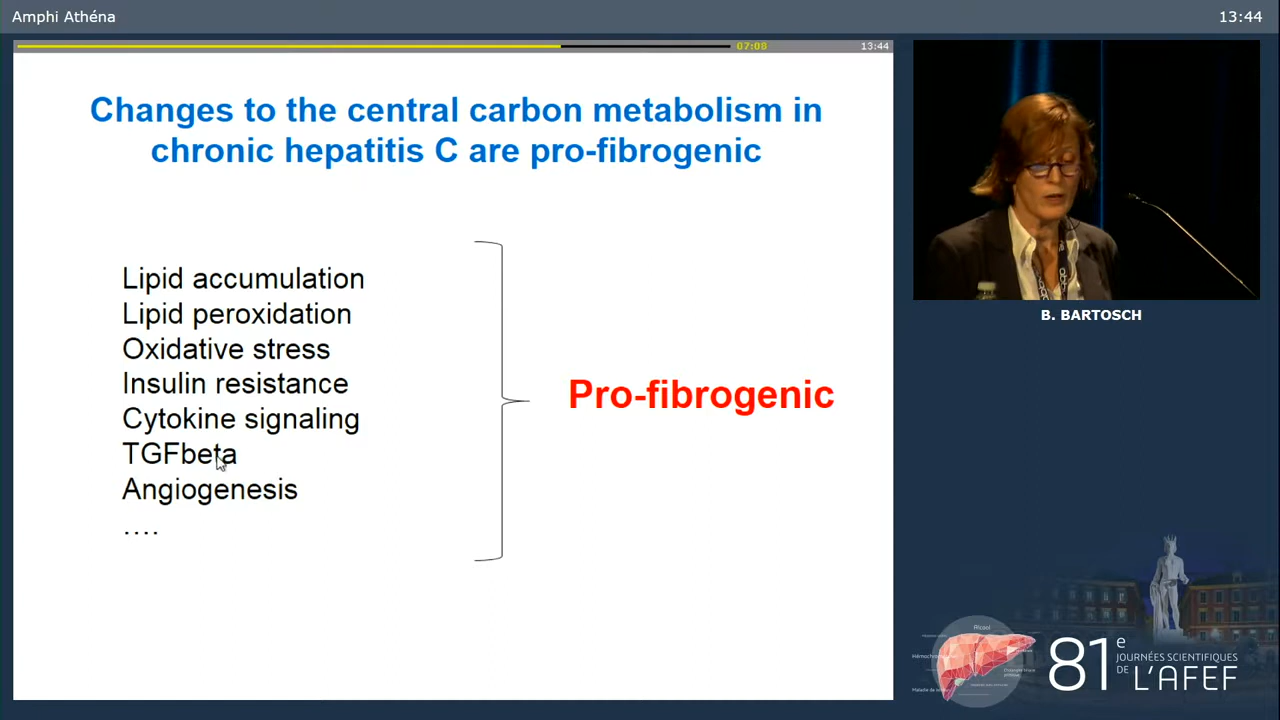 Amphi Athéna
13:44
07:08
13:44
Changes to the central carbon metabolism in
chronic hepatitis C are pro-fibrogenic
Lipid accumulation
Lipid peroxidation
Oxidative stress
Insulin resistance
Cytokine signaling
TGFbeta
Angiogenesis
....
Pro-fibrogenic
B. BARTOSCH
Alcool
81e
JOURNÉES SCIENTIFIQUES
DE L'AFEF